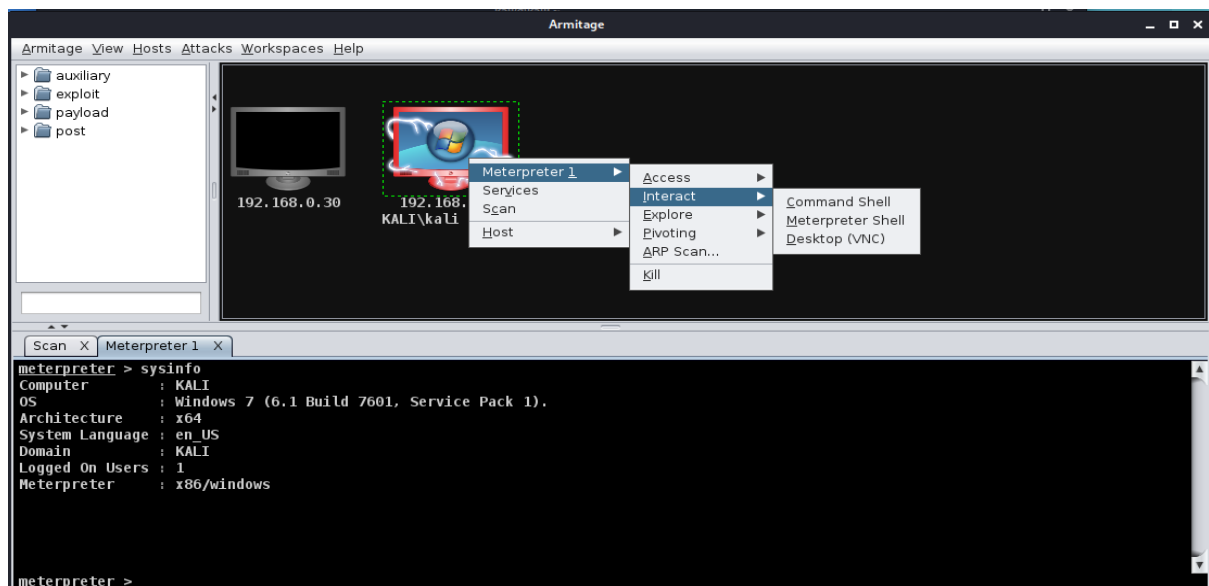 Armitage
Armitage View Hosts Attacks Workspaces Help
auxiliary
exploit
payload
post
192.168.0.30
192.168.
KALI\kali
Meterpreter 1
Services
Scan
Host
Access
Interact
Explore
Pivoting
ARP Scan...
Kill
Command Shell
Meterpreter Shell
Desktop (VNC)
Scan X Meterpreter 1 X
meterpreter > sysinfo
Computer : KALI
OS : Windows 7 (6.1 Build 7601, Service Pack 1).
Architecture : x64
System Language : en_US
Domain : KALI
Logged On Users : 1
Meterpreter : x86/windows
meterpreter >